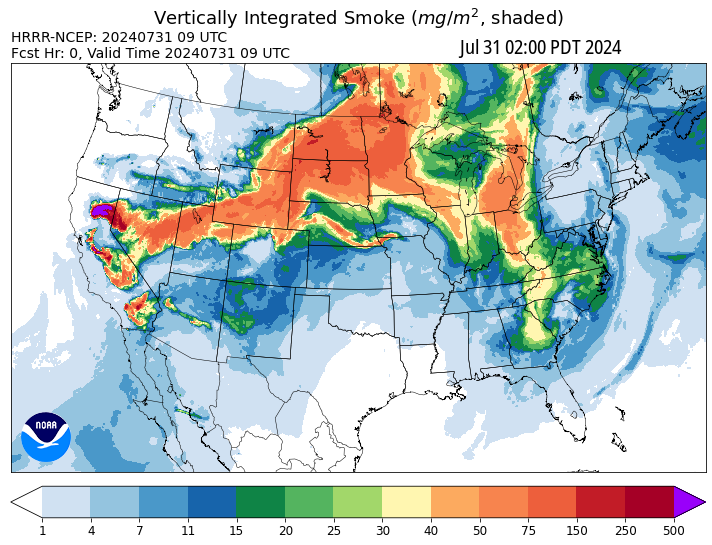 Vertically Integrated Smoke (mg/m², shaded)
HRRR-NCEP: 20240731 09 UTC
Fcst Hr: 0, Valid Time 20240731 09 UTC
Jul 31 02:00 PDT 2024
NOAA
1 4 7 11 15 20 25 30 40 50 75 150 250 500